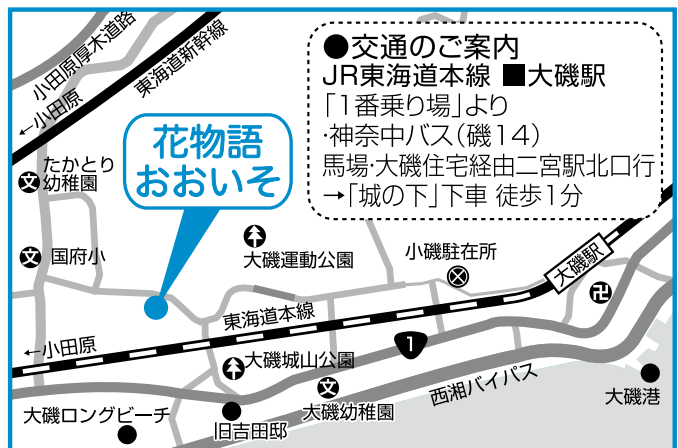 ●交通のご案内
JR東海道本線 ■大磯駅
「1番乗り場」より
・神奈中バス（磯14）
馬場・大磯住宅経由二宮駅北口行
→「城の下」下車 徒歩1分
小田原厚木道路
東海道新幹線
←小田原
花物語
おおいそ
たかとり
幼稚園
文
文
国府小
大磯運動公園
小磯駐在所
大磯駅
卍
東海道本線
←小田原
1
大磯城山公園
文
大磯幼稚園
西湘バイパス
大磯港
大磯ロングビーチ
旧吉田邸